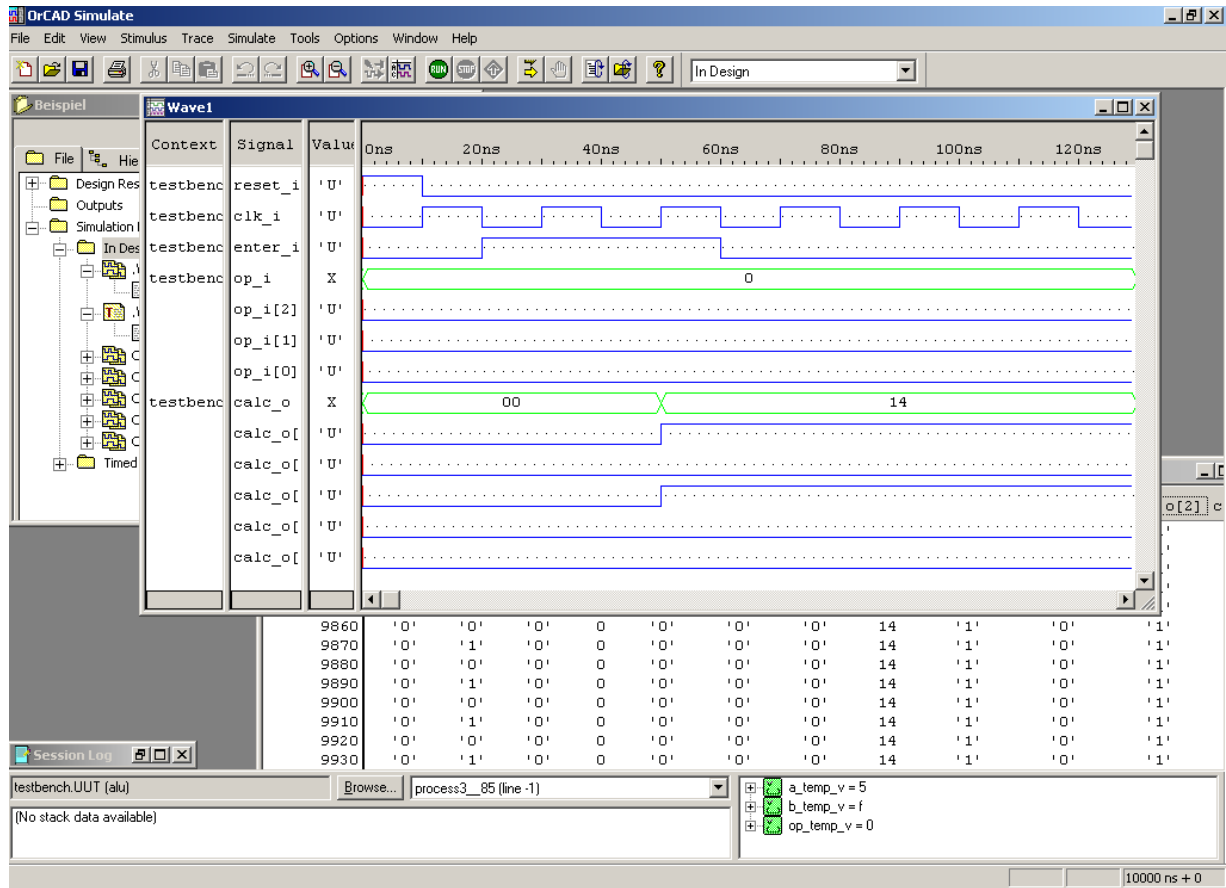 OrCAD Simulate
File Edit View Stimulus Trace Simulate Tools Options Window Help
RUN STOP In Design
Beispiel
File Hie
Design Res
Outputs
Simulation
In Des
Timed
Wave1
Context Signal Value 0ns 20ns 40ns 60ns 80ns 100ns 120ns
testbenc reset_i 'U'
testbenc clk_i 'U'
testbenc enter_i 'U'
testbenc op_i X 0
op_i[2] 'U'
op_i[1] 'U'
op_i[0] 'U'
testbenc calc_o X 00 14
calc_o[ 'U'
calc_o[ 'U'
calc_o[ 'U'
calc_o[ 'U'
calc_o[ 'U'
o[2] c
9860 '0' '0' '0' 0 '0' '0' '0' 14 '1' '0' '1'
9870 '0' '1' '0' 0 '0' '0' '0' 14 '1' '0' '1'
9880 '0' '0' '0' 0 '0' '0' '0' 14 '1' '0' '1'
9890 '0' '1' '0' 0 '0' '0' '0' 14 '1' '0' '1'
9900 '0' '0' '0' 0 '0' '0' '0' 14 '1' '0' '1'
9910 '0' '1' '0' 0 '0' '0' '0' 14 '1' '0' '1'
9920 '0' '0' '0' 0 '0' '0' '0' 14 '1' '0' '1'
9930 '0' '1' '0' 0 '0' '0' '0' 14 '1' '0' '1'
Session Log
testbench.UUT (alu) Browse... process3__85 (line -1)
(No stack data available)
a_temp_v = 5
b_temp_v = f
op_temp_v = 0
10000 ns + 0